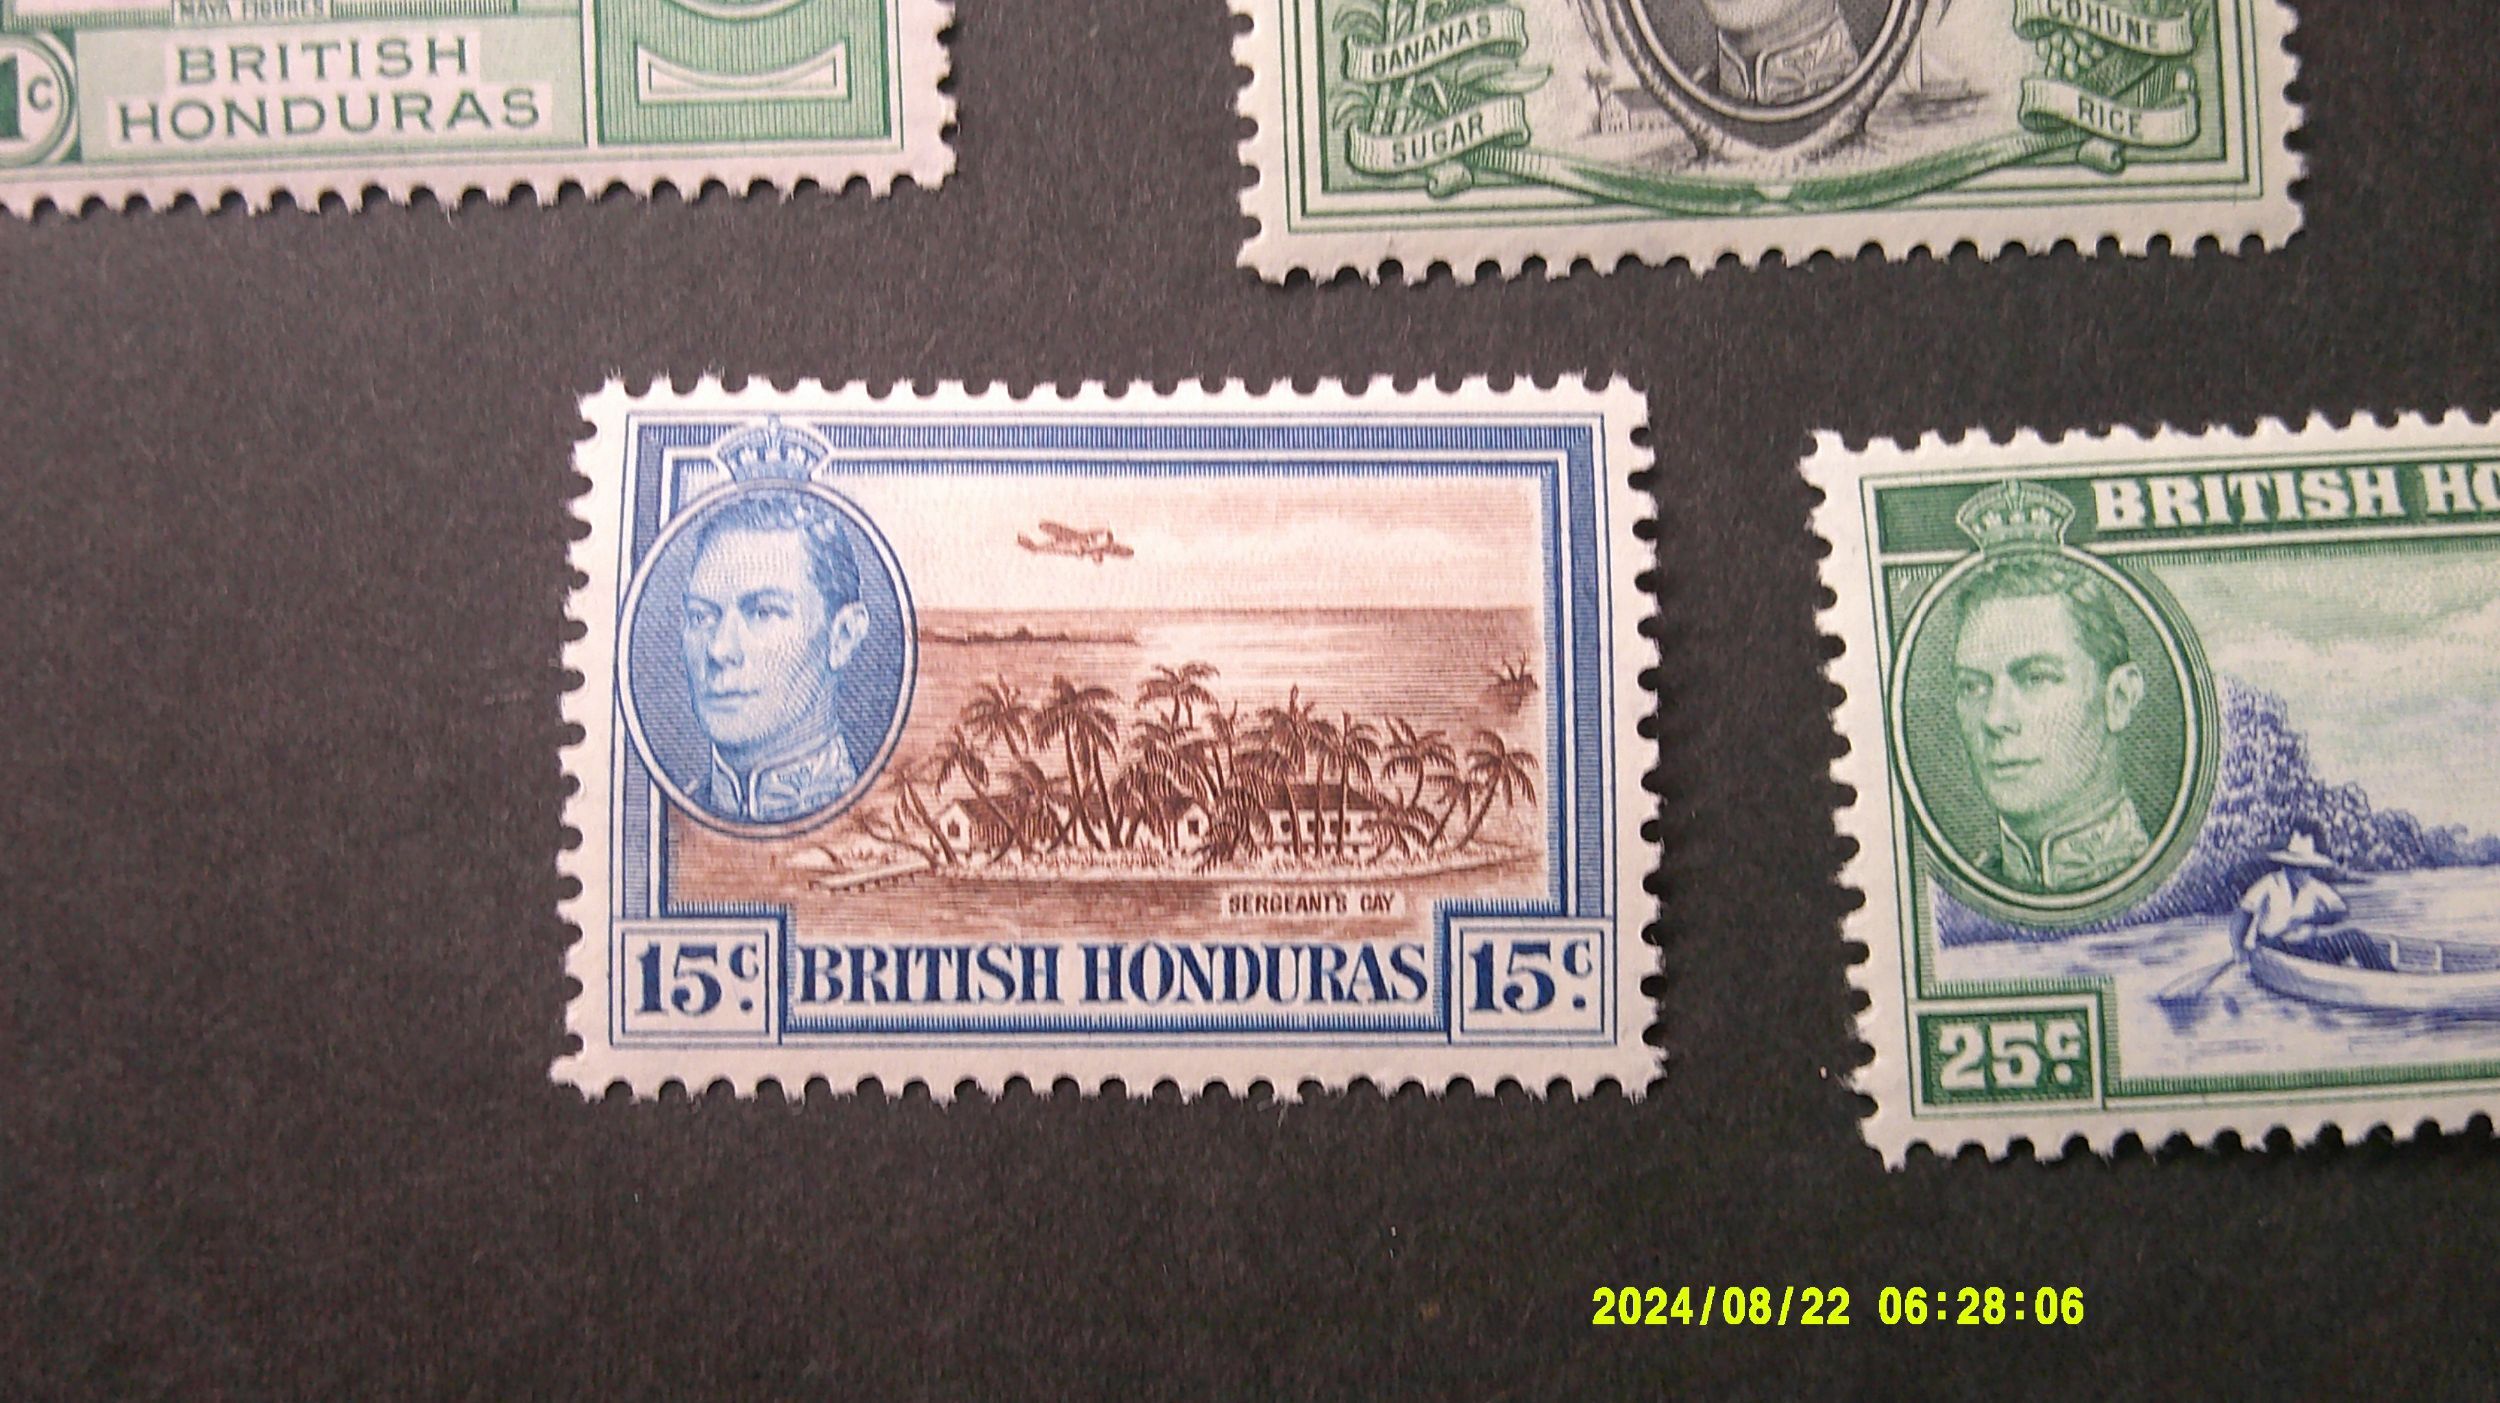 MAYA FIGURES
1c
BRITISH
HONDURAS
BANANAS
SUGAR
COHUNE
RICE
SERGEANT'S CAY
15c.
BRITISH HONDURAS
15c.
BRITISH HO
25c.
2024/08/22 06:28:06